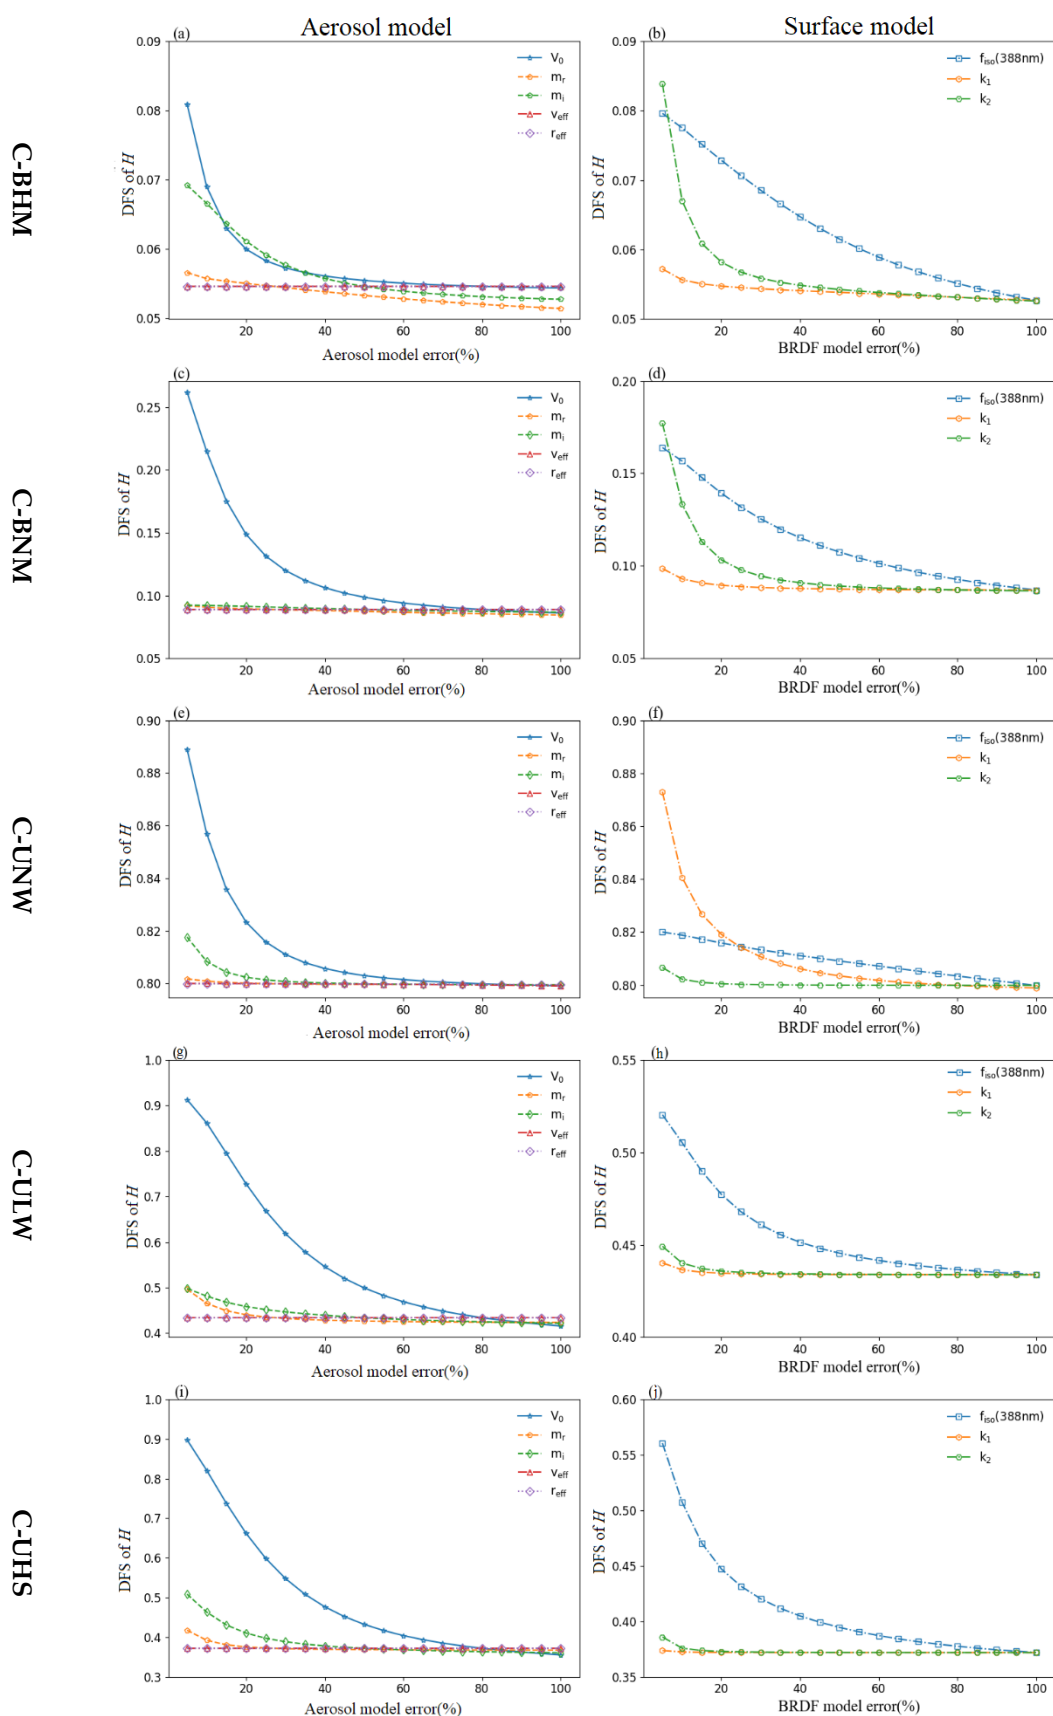 Aerosol model
Surface model
C-BHM
(a)
0.09
0.08
0.07
0.06
0.05
DFS of H
V0
mr
mi
veff
reff
20 40 60 80 100
Aerosol model error(%)
(b)
0.09
0.08
0.07
0.06
0.05
DFS of H
fiso(388nm)
k1
k2
20 40 60 80 100
BRDF model error(%)
C-BNM
(c)
0.25
0.20
0.15
0.10
0.05
DFS of H
V0
mr
mi
veff
reff
20 40 60 80 100
Aerosol model error(%)
(d)
0.20
0.15
0.10
0.05
DFS of H
fiso(388nm)
k1
k2
20 40 60 80 100
BRDF model error(%)
C-UNW
(e)
0.90
0.88
0.86
0.84
0.82
0.80
DFS of H
V0
mr
mi
veff
reff
20 40 60 80 100
Aerosol model error(%)
(f)
0.90
0.88
0.86
0.84
0.82
0.80
DFS of H
fiso(388nm)
k1
k2
20 40 60 80 100
BRDF model error(%)
C-ULW
(g)
1.0
0.9
0.8
0.7
0.6
0.5
0.4
DFS of H
V0
mr
mi
veff
reff
20 40 60 80 100
Aerosol model error(%)
(h)
0.55
0.50
0.45
0.40
DFS of H
fiso(388nm)
k1
k2
20 40 60 80 100
BRDF model error(%)
C-UHS
(i)
1.0
0.9
0.8
0.7
0.6
0.5
0.4
0.3
DFS of H
V0
mr
mi
veff
reff
20 40 60 80 100
Aerosol model error(%)
(j)
0.60
0.55
0.50
0.45
0.40
0.35
DFS of H
fiso(388nm)
k1
k2
20 40 60 80 100
BRDF model error(%)